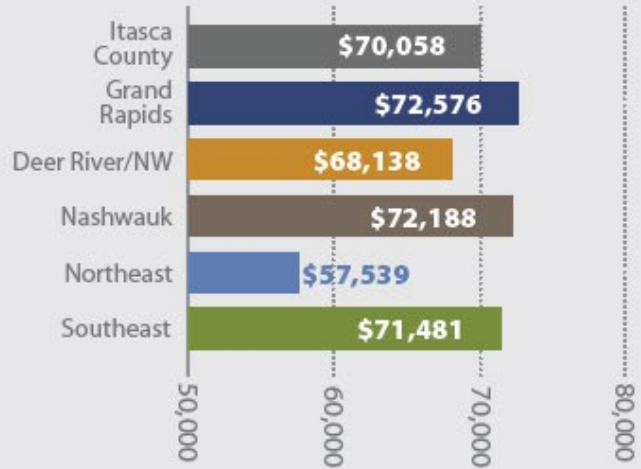 Itasca
County
$70,058
Grand
Rapids
$72,576
Deer River/NW
$68,138
Nashwauk
$72,188
Northeast
$57,539
Southeast
$71,481
50,000
60,000
70,000
80,000